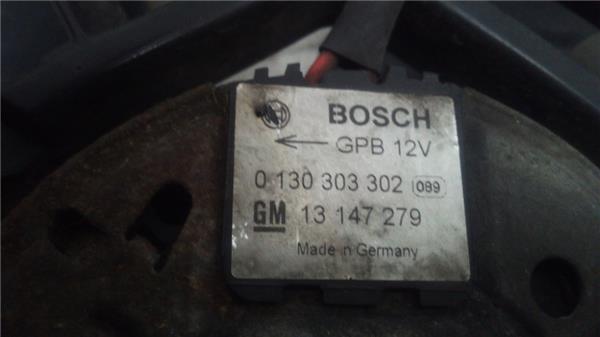 BOSCH
GPB 12V
0 130 303 302 089
GM 13 147 279
Made in Germany